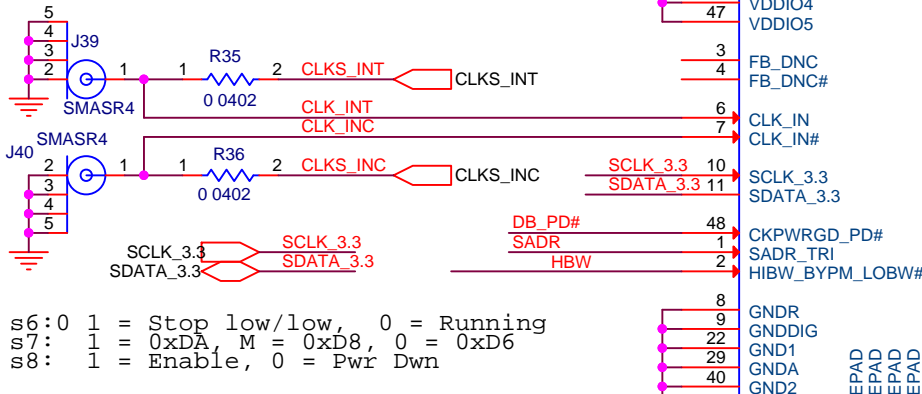 VDDIO4
47
VDDIO5
5
4
J39
3
2
1
1
R35
2
CLKS_INT
CLKS_INT
0 0402
SMASR4
3
FB_DNC
4
FB_DNC#
CLK_INT
6
CLK_IN
CLK_INC
7
CLK_IN#
SMASR4
J40
2
1
1
R36
2
CLKS_INC
CLKS_INC
0 0402
3
4
5
SCLK_3.3
10
SCLK_3.3
SDATA_3.3
11
SDATA_3.3
DB_PD#
48
CKPWRGD_PD#
SADR
1
SADR_TRI
HBW
2
HIBW_BYPM_LOBW#
SCLK_3.3
SCLK_3.3
SDATA_3.3
SDATA_3.3
s6:0 1 = Stop low/low, 0 = Running
s7: 1 = 0xDA, M = 0xD8, 0 = 0xD6
s8: 1 = Enable, 0 = Pwr Dwn
8
GNDR
9
GNDDIG
22
GND1
29
GNDA
40
GND2
EPAD
EPAD
EPAD
EPAD